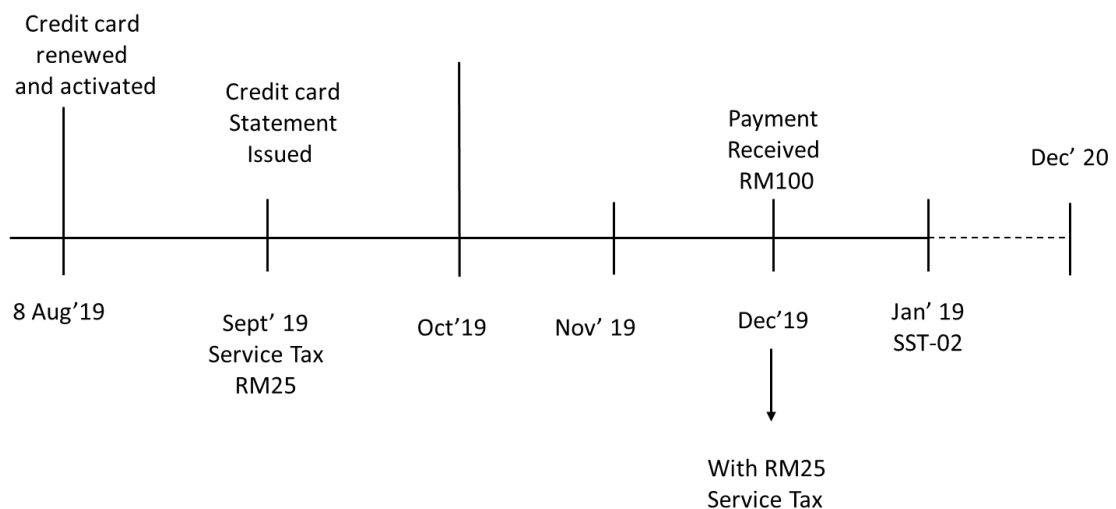 Credit card
renewed
and activated
Credit card
Statement
Issued
Payment
Received
RM100
Dec’ 20
8 Aug’19
Sept’ 19
Service Tax
RM25
Oct’19
Nov’ 19
Dec’19
Jan’ 19
SST-02
With RM25
Service Tax